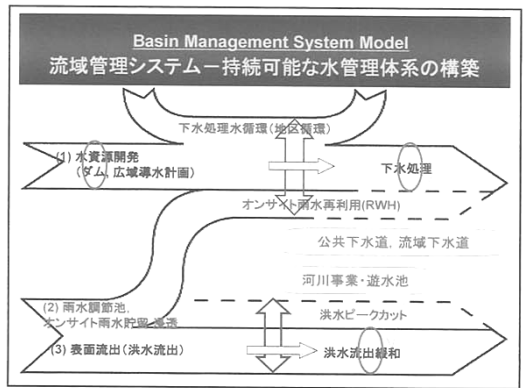 Basin Management System Model
流域管理システム－持続可能な水管理体系の構築
下水処理水循環(地区循環)
(1) 水資源開発
(ダム, 広域導水計画)
下水処理
オンサイト雨水再利用(RWH)
公共下水道，流域下水道
河川事業・遊水池
(2) 雨水調節池,
オンサイト雨水貯留･浸透
洪水ピークカット
(3) 表面流出(洪水流出)
洪水流出緩和